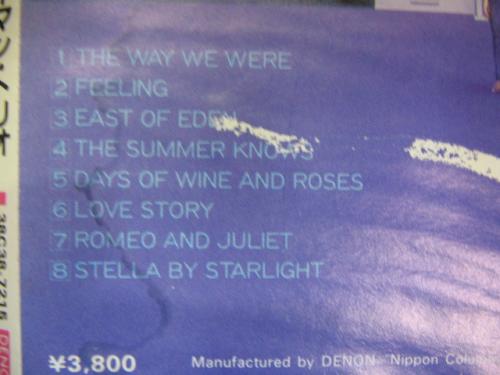 1 THE WAY WE WERE
2 FEELING
3 EAST OF EDEN
4 THE SUMMER KNOWS
5 DAYS OF WINE AND ROSES
6 LOVE STORY
7 ROMEO AND JULIET
8 STELLA BY STARLIGHT
¥3,800
Manufactured by DENON Nippon
38C38-7215